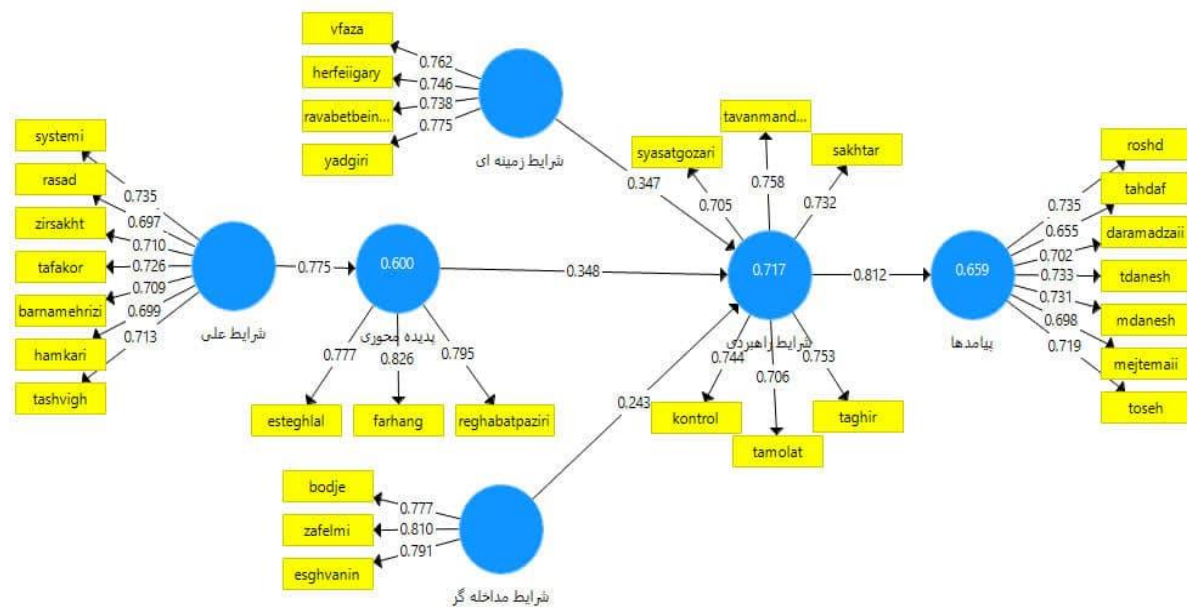 vfaza
0.762
herfeiigary
0.746
ravabetbein...
0.738
yadgiri
0.775
شرایط زمینه ای
0.347
systemi
0.735
rasad
0.697
zirsakht
0.710
tafakor
0.726
barnamehrizi
0.709
hamkari
0.699
tashvigh
0.713
شرایط علی
0.775
0.600
پدیده محوری
0.777
esteghlal
0.826
farhang
0.795
reghabatpaziri
0.348
bodje
0.777
zafelmi
0.810
esghvanin
0.791
شرایط مداخله گر
0.243
syasatgozari
0.705
tavanmand...
0.758
sakhtar
0.732
0.717
شرایط راهبردی
0.744
kontrol
0.706
tamolat
0.753
taghir
0.812
0.659
پیامدها
roshd
0.735
tahdaf
0.655
daramadzaii
0.702
tdanesh
0.733
mdanesh
0.731
mejtemaii
0.698
toseh
0.719